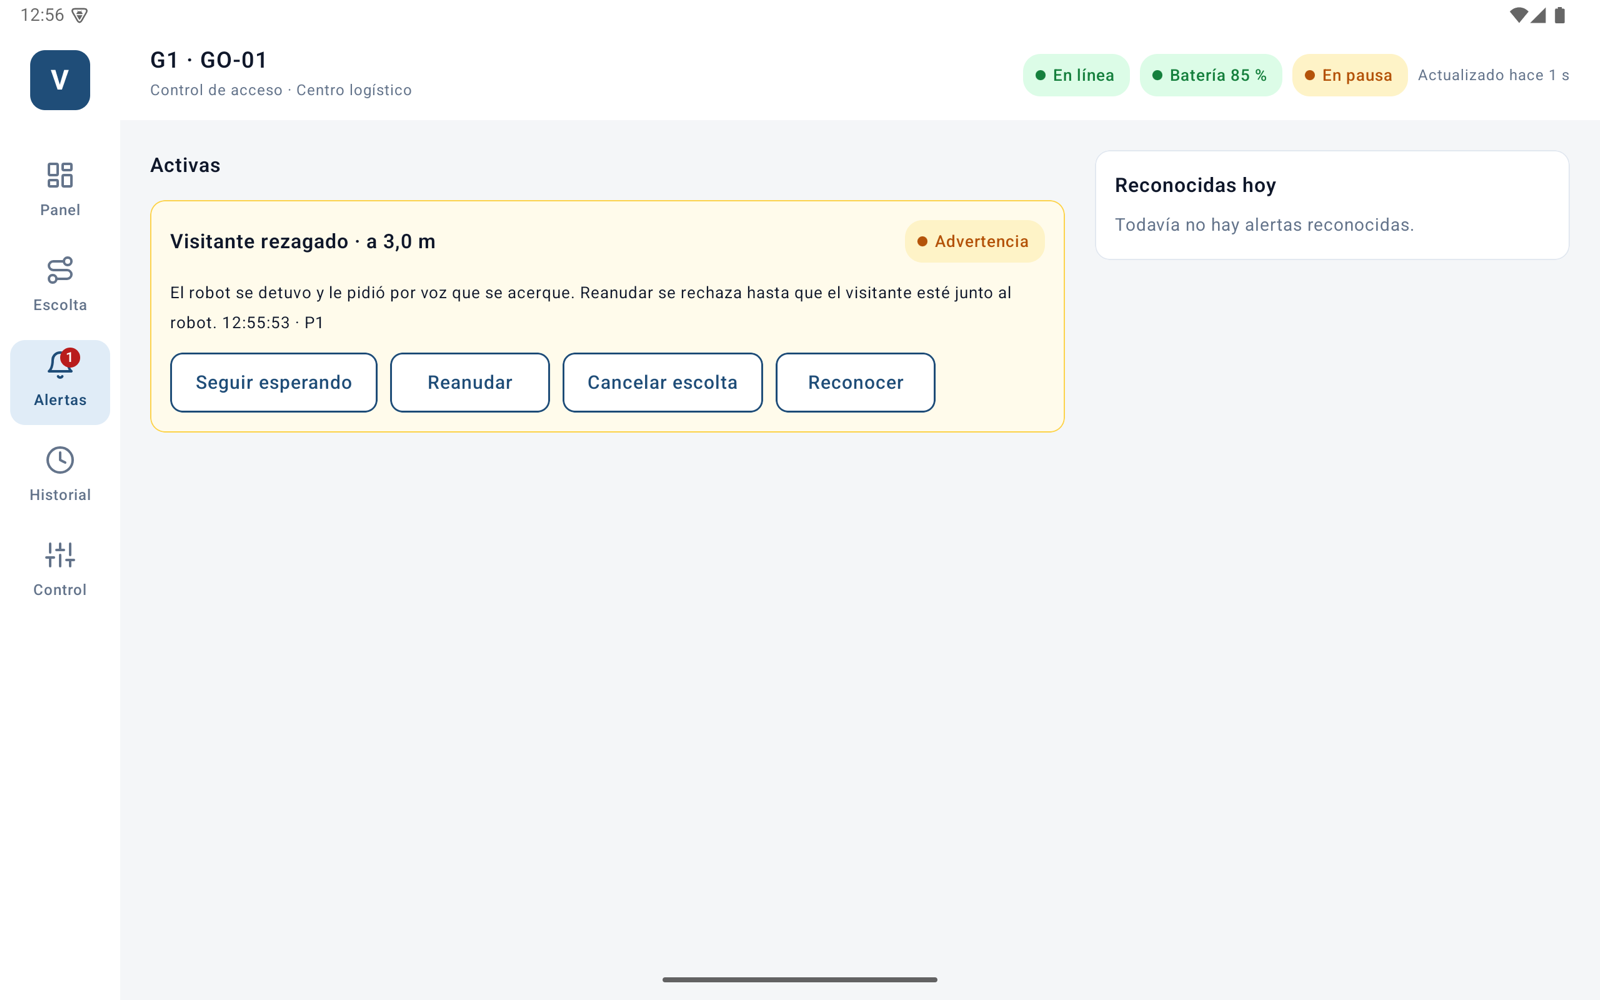 12:56
V
G1 · GO-01
Control de acceso · Centro logístico
En línea
Batería 85 %
En pausa
Actualizado hace 1 s
Panel
Escolta
1
Alertas
Historial
Control
Activas
Visitante rezagado · a 3,0 m
Advertencia
El robot se detuvo y le pidió por voz que se acerque. Reanudar se rechaza hasta que el visitante esté junto al
robot. 12:55:53 · P1
Seguir esperando
Reanudar
Cancelar escolta
Reconocer
Reconocidas hoy
Todavía no hay alertas reconocidas.